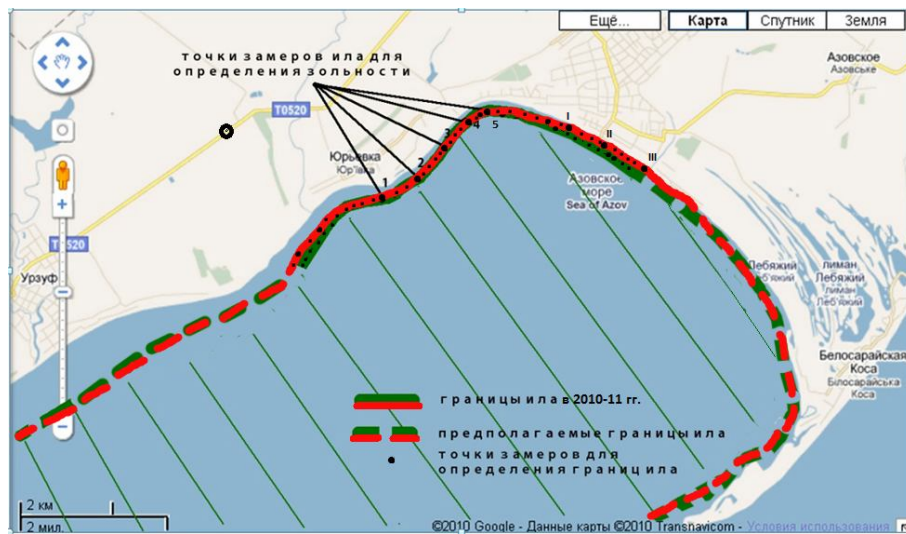 Ещё...
Карта
Спутник
Земля
точки замеров ила для
определения зольности
Азовское
Азовське
T0520
Юрьевка
Юр'ївка
1
2
3
4
5
I
II
III
Азовское
море
Sea of Azov
Урзуф
Лебяжий
лиман
лиман
Белосарайская
Коса
Білосарайська
Коса
границы ила в 2010-11 гг.
предполагаемые границы ила
точки замеров для
определения границ ила
2 км
2 мил.
©2010 Google - Данные карты ©2010 Transnavicom - Условия использования